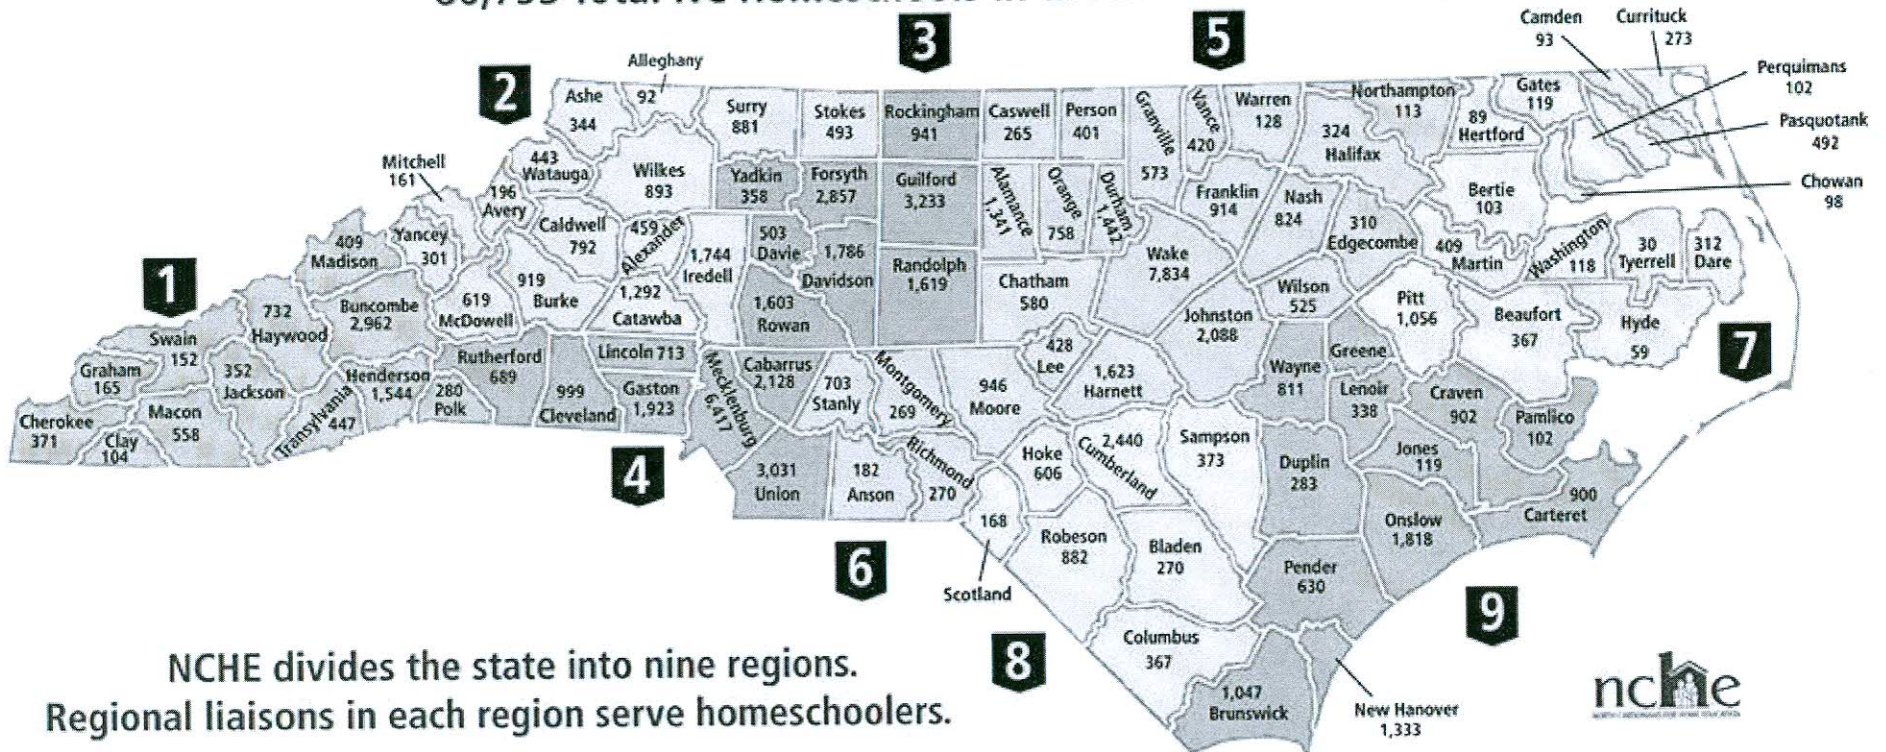 Total NC Homeschools in
1
2
3
4
5
6
7
8
9
Camden
93
Currituck
273
Perquimans
102
Pasquotank
492
Chowan
98
Alleghany
92
Ashe
344
Surry
881
Stokes
493
Rockingham
941
Caswell
265
Person
401
Granville
573
Vance
420
Warren
128
Northampton
113
324
Halifax
89
Hertford
Gates
119
Mitchell
161
443
Watauga
Wilkes
893
Yadkin
358
Forsyth
2,857
Guilford
3,233
Alamance
1,341
Orange
758
Durham
1,442
Franklin
914
Nash
824
310
Edgecombe
Bertie
103
409
Martin
Washington
118
30
Tyerrell
312
Dare
196
Avery
Caldwell
792
459
Alexander
1,744
Iredell
503
Davie
1,786
Davidson
Randolph
1,619
Chatham
580
Wake
7,834
Wilson
525
Pitt
1,056
Beaufort
367
Hyde
59
409
Madison
Yancey
301
732
Haywood
Buncombe
2,962
619
McDowell
919
Burke
1,292
Catawba
1,603
Rowan
Johnston
2,088
Swain
152
Graham
165
352
Jackson
Henderson
1,544
280
Polk
Rutherford
689
999
Cleveland
Lincoln 713
Gaston
1,923
Mecklenburg
6,417
Cabarrus
2,128
703
Stanly
Montgomery
269
946
Moore
428
Lee
1,623
Harnett
Wayne
811
Greene
Lenoir
338
Craven
902
Pamlico
102
Cherokee
371
Clay
104
Macon
558
Transylvania
447
3,031
Union
182
Anson
Richmond
270
Hoke
606
2,440
Cumberland
Sampson
373
Duplin
283
Jones
119
900
Carteret
168
Scotland
Robeson
882
Bladen
270
Onslow
1,818
Pender
630
Columbus
367
1,047
Brunswick
New Hanover
1,333
NCHE divides the state into nine regions.
Regional liaisons in each region serve homeschoolers.
nche